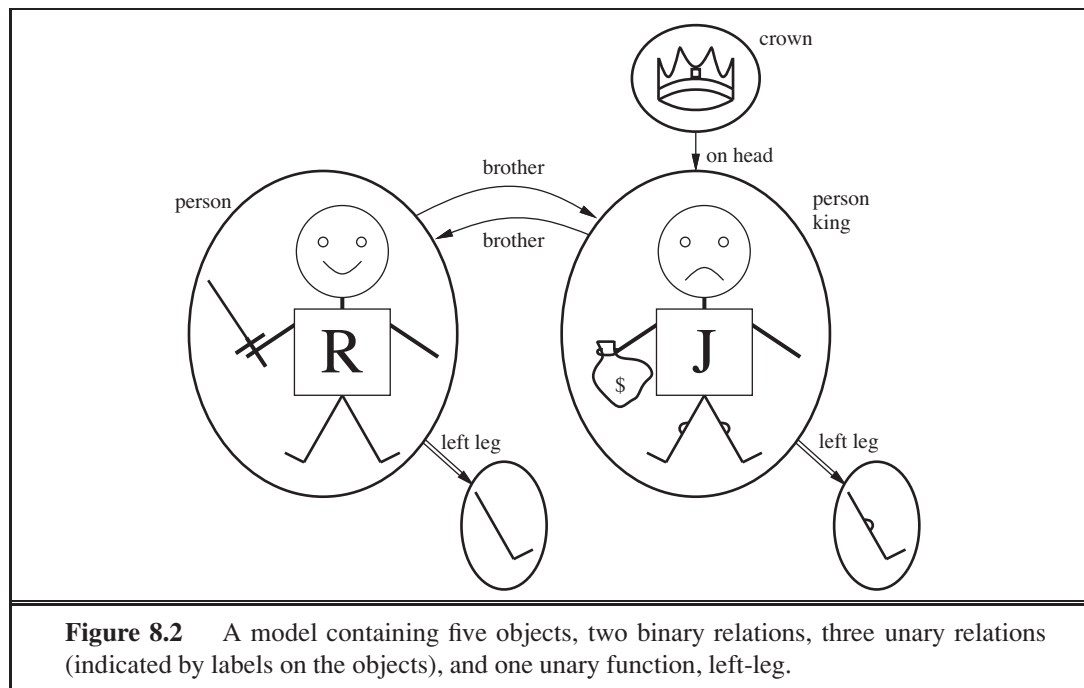 crown
on head
brother
person
person
king
brother
R
J
$
left leg
left leg
Figure 8.2 A model containing five objects, two binary relations, three unary relations
(indicated by labels on the objects), and one unary function, left-leg.